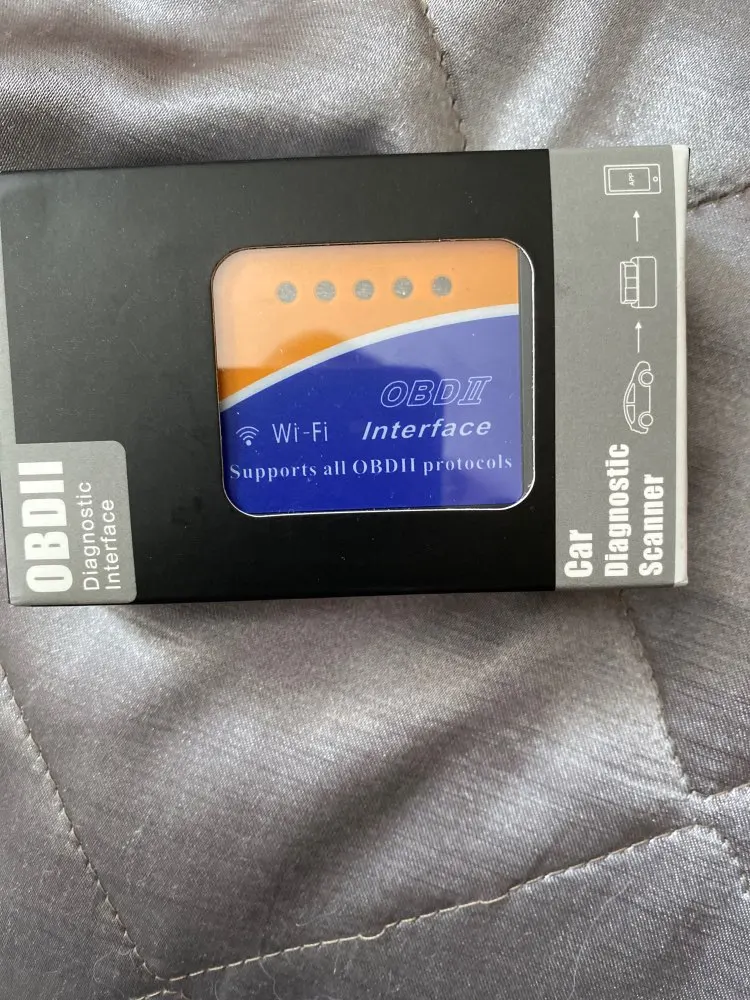 OBDII
Wi-Fi Interface
Supports all OBDII protocols
OBDII
Diagnostic
Interface
Car
Diagnostic
Scanner
APP